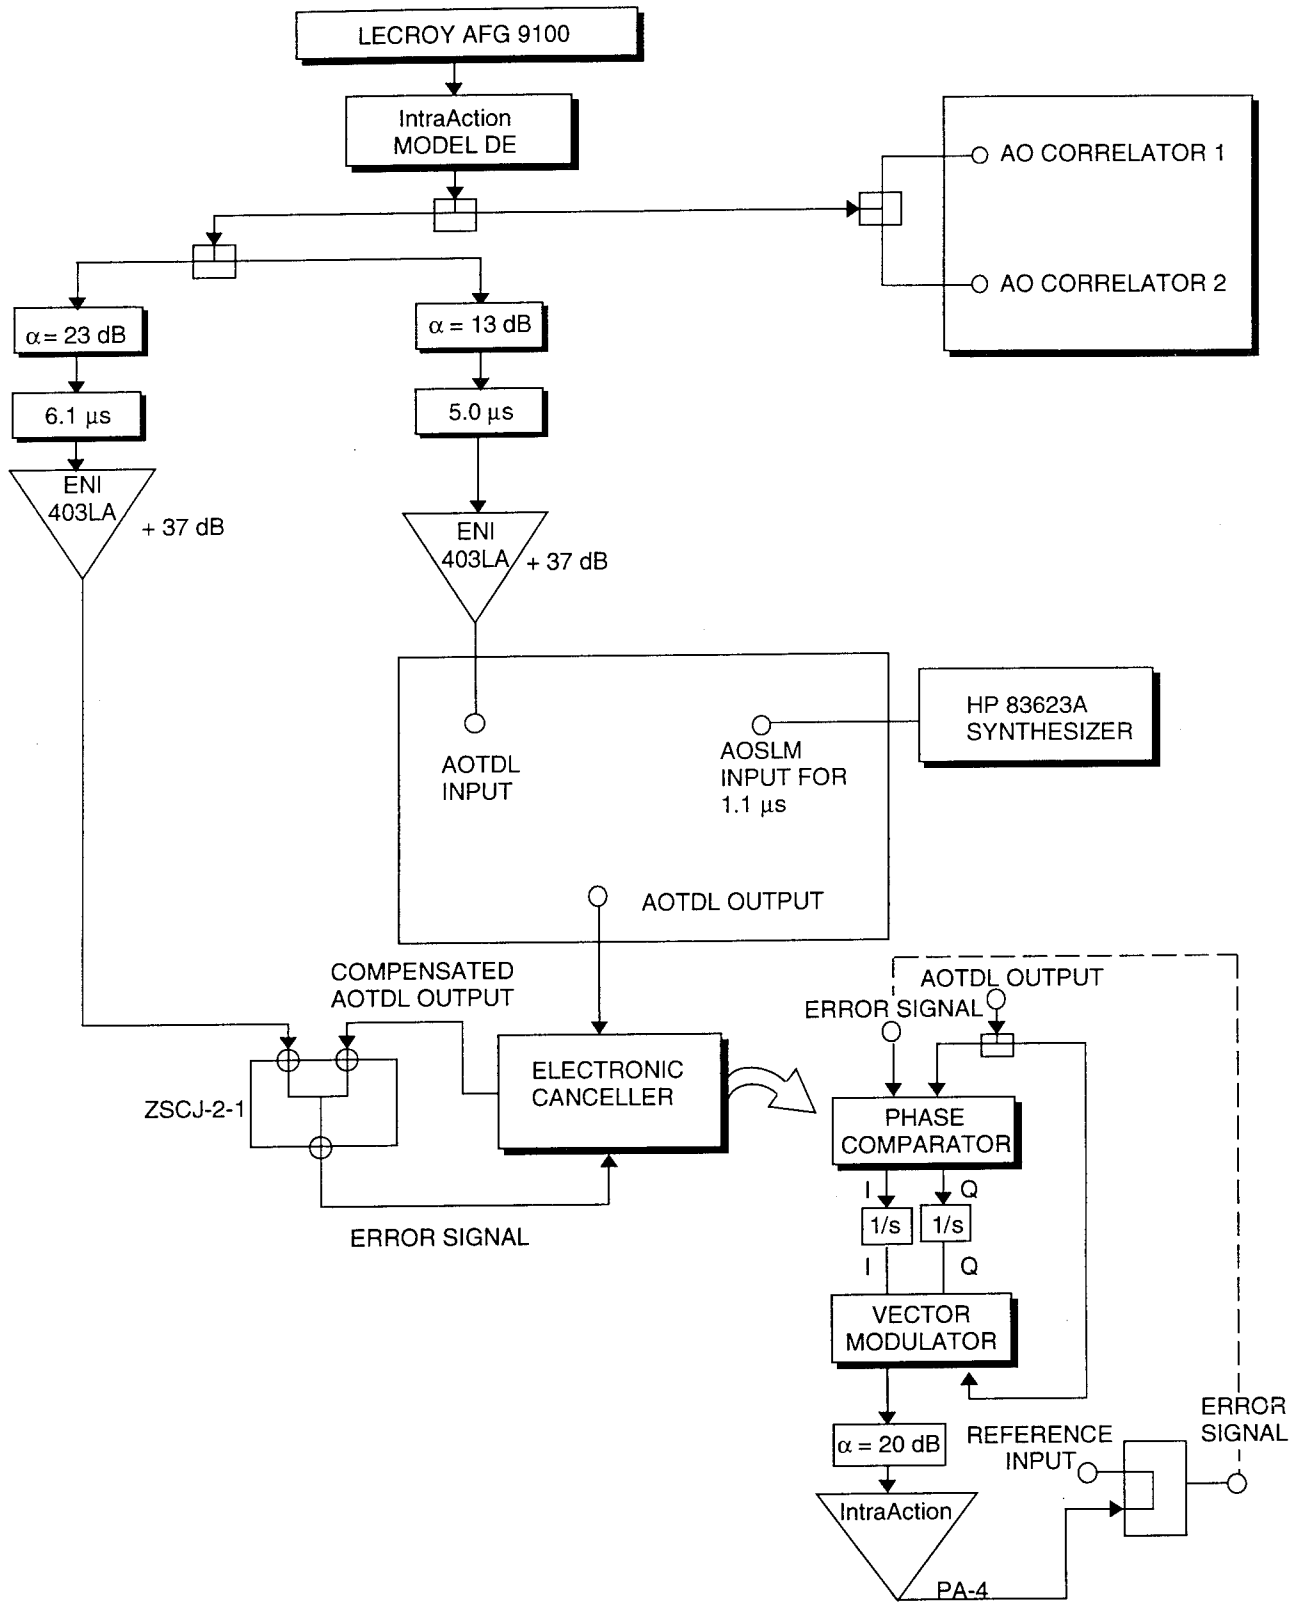 LECROY AFG 9100
IntraAction
MODEL DE
AO CORRELATOR 1
AO CORRELATOR 2
α = 23 dB
α = 13 dB
6.1 μs
5.0 μs
ENI
403LA
+ 37 dB
ENI
403LA
+ 37 dB
HP 83623A
SYNTHESIZER
AOTDL
INPUT
AOSLM
INPUT FOR
1.1 μs
AOTDL OUTPUT
COMPENSATED
AOTDL OUTPUT
AOTDL OUTPUT
ERROR SIGNAL
ELECTRONIC
CANCELLER
ZSCJ-2-1
PHASE
COMPARATOR
ERROR SIGNAL
I Q
1/s 1/s
I Q
VECTOR
MODULATOR
α = 20 dB
REFERENCE
INPUT
ERROR
SIGNAL
IntraAction
PA-4